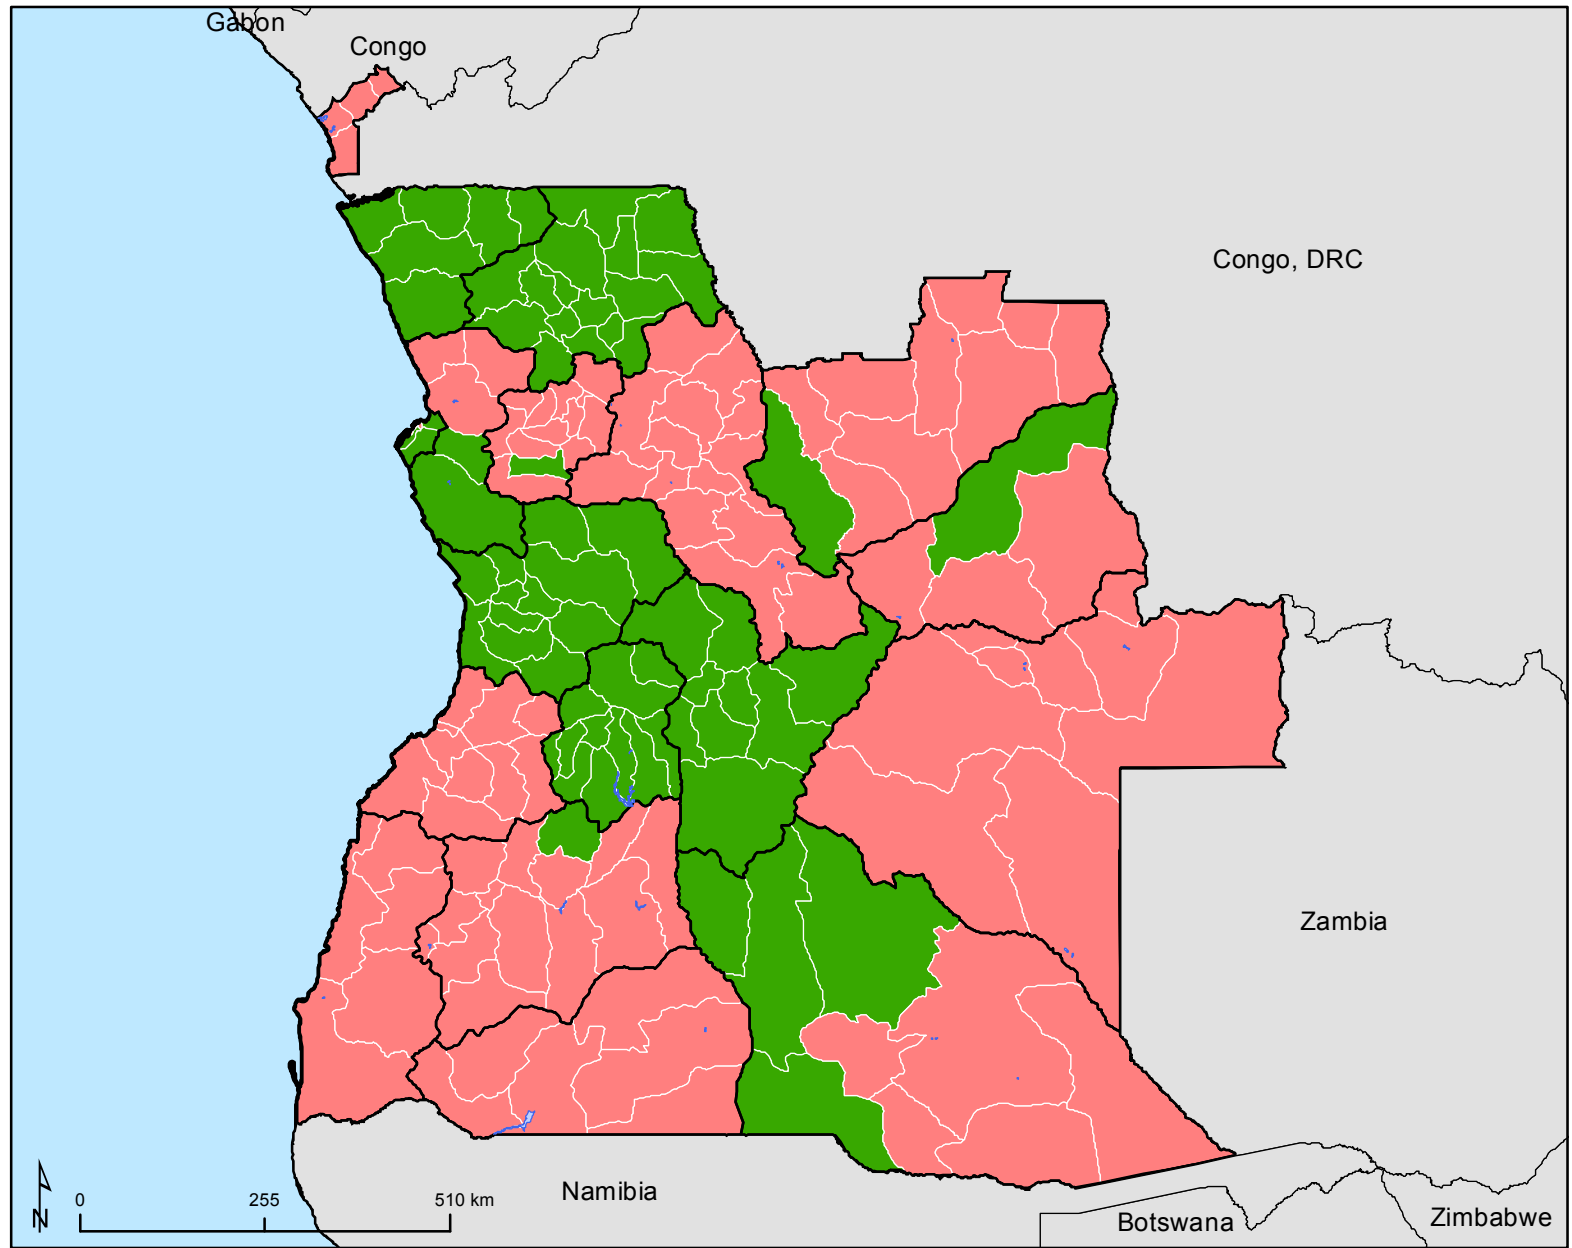 Gabon
Congo
Congo, DRC
Zambia
Namibia
Botswana
Zimbabwe
N
0 255 510 km